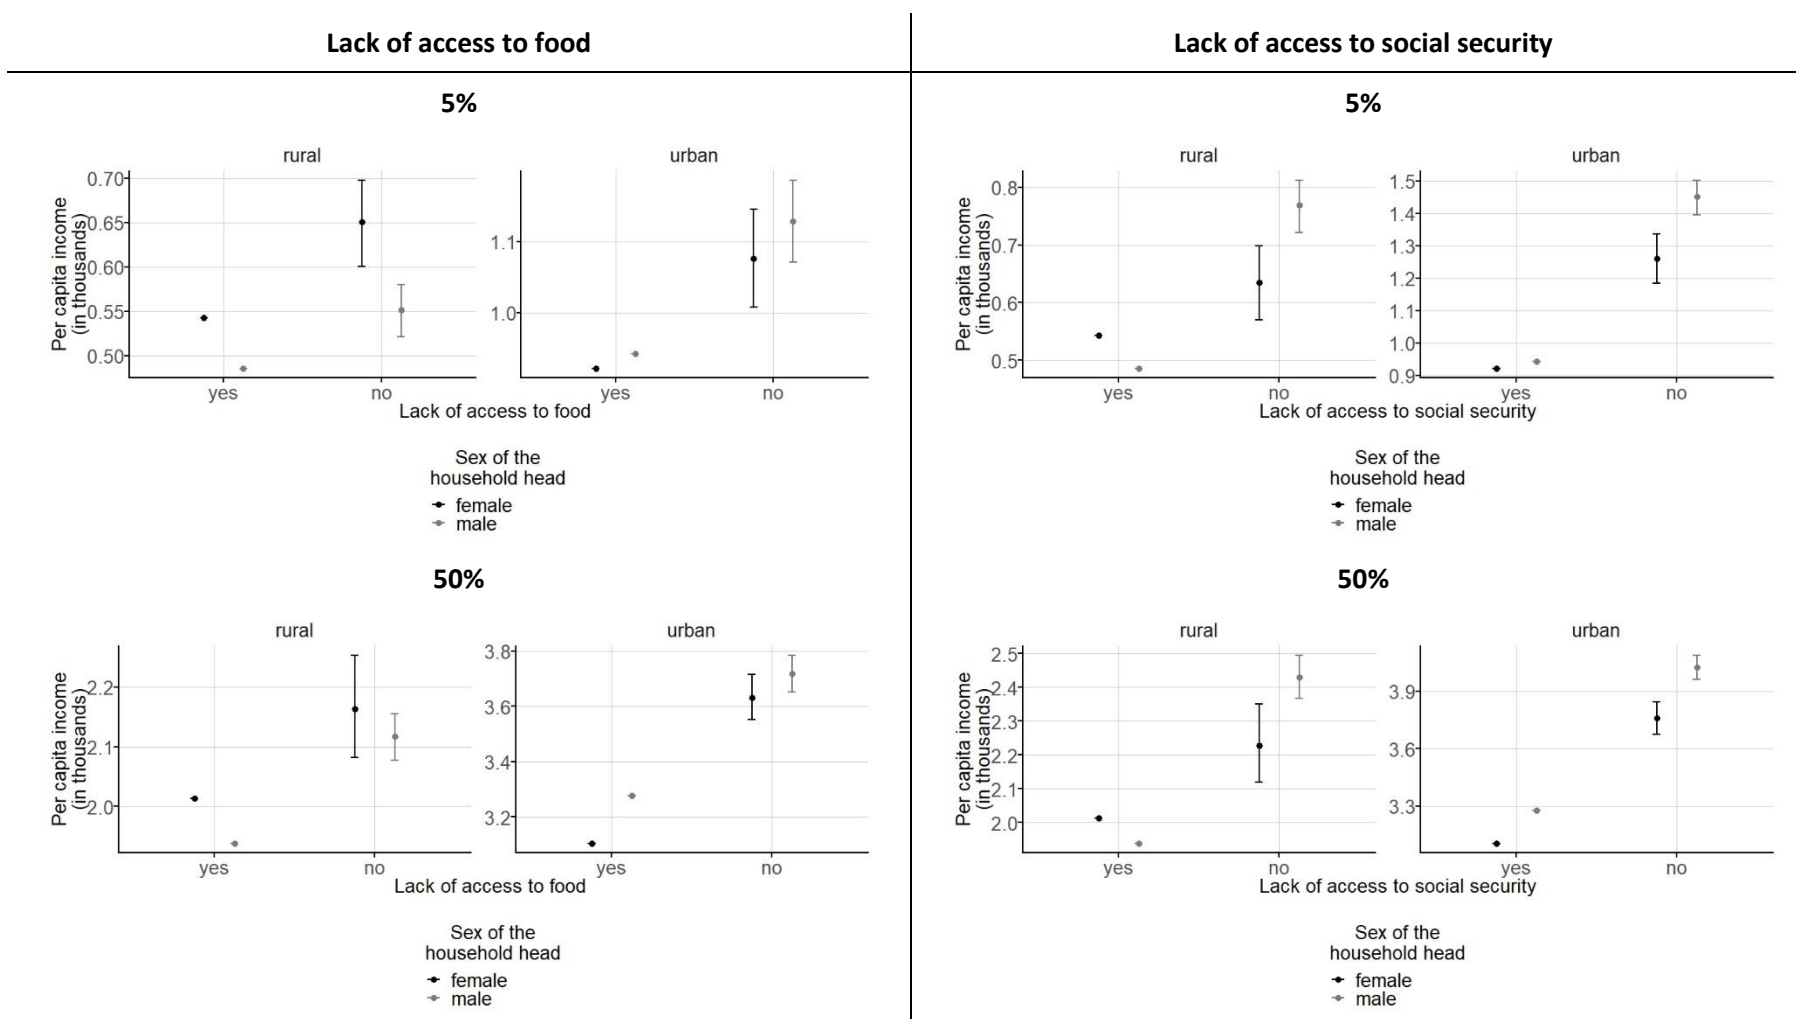 Lack of access to food
Lack of access to social security
5%
rural
urban
Per capita income
(in thousands)
0.70
0.65
0.60
0.55
0.50
1.1
1.0
yes
no
yes
no
Lack of access to food
Sex of the
household head
female
male
5%
rural
urban
Per capita income
(in thousands)
0.8
0.7
0.6
0.5
1.5
1.4
1.3
1.2
1.1
1.0
0.9
yes
no
yes
no
Lack of access to social security
Sex of the
household head
female
male
50%
rural
urban
Per capita income
(in thousands)
2.2
2.1
2.0
3.8
3.6
3.4
3.2
yes
no
yes
no
Lack of access to food
Sex of the
household head
female
male
50%
rural
urban
Per capita income
(in thousands)
2.5
2.4
2.3
2.2
2.1
2.0
3.9
3.6
3.3
yes
no
yes
no
Lack of access to social security
Sex of the
household head
female
male